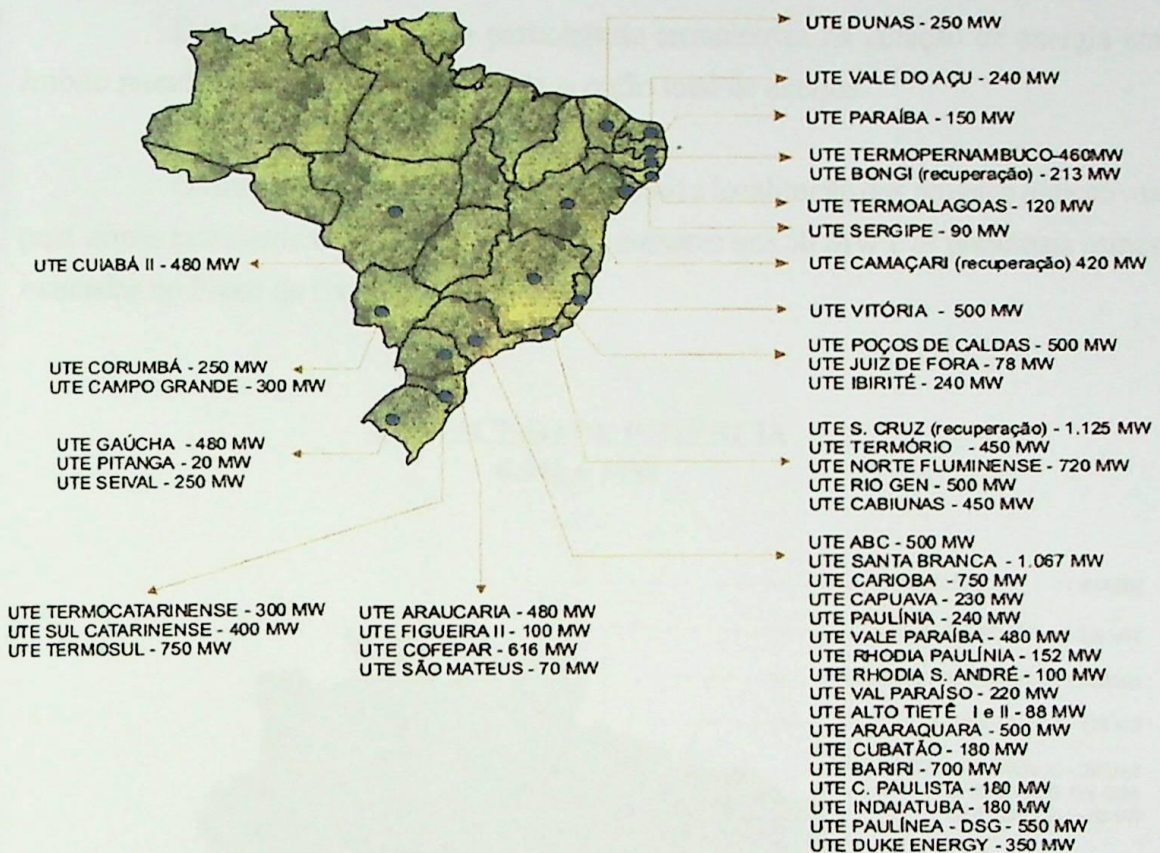 UTE DUNAS - 250 MW
UTE VALE DO AÇU - 240 MW
UTE PARAÍBA - 150 MW
UTE TERMOPERNAMBUCO-460MW
UTE BONGI (recuperação) - 213 MW
UTE TERMOALAGOAS - 120 MW
UTE SERGIPE - 90 MW
UTE CAMAÇARI (recuperação) 420 MW
UTE VITÓRIA - 500 MW
UTE POÇOS DE CALDAS - 500 MW
UTE JUIZ DE FORA - 78 MW
UTE IBIRITÉ - 240 MW
UTE S. CRUZ (recuperação) - 1.125 MW
UTE TERMÓRIO - 450 MW
UTE NORTE FLUMINENSE - 720 MW
UTE RIO GEN - 500 MW
UTE CABIUNAS - 450 MW
UTE ABC - 500 MW
UTE SANTA BRANCA - 1.067 MW
UTE CARIOBA - 750 MW
UTE CAPUAVA - 230 MW
UTE PAULÍNIA - 240 MW
UTE VALE PARAÍBA - 480 MW
UTE RHODIA PAULÍNIA - 152 MW
UTE RHODIA S. ANDRÉ - 100 MW
UTE VAL PARAÍSO - 220 MW
UTE ALTO TIETÊ I e II - 88 MW
UTE ARARAQUARA - 500 MW
UTE CUBATÃO - 180 MW
UTE BARIRI - 700 MW
UTE C. PAULISTA - 180 MW
UTE INDAIATUBA - 180 MW
UTE PAULÍNEA - DSG - 550 MW
UTE DUKE ENERGY - 350 MW
UTE CUIABÁ II - 480 MW
UTE CORUMBÁ - 250 MW
UTE CAMPO GRANDE - 300 MW
UTE GAÚCHA - 480 MW
UTE PITANGA - 20 MW
UTE SEIVAL - 250 MW
UTE TERMOCATARINENSE - 300 MW
UTE SUL CATARINENSE - 400 MW
UTE TERMOSUL - 750 MW
UTE ARAUCARIA - 480 MW
UTE FIGUEIRA II - 100 MW
UTE COFEPAR - 616 MW
UTE SÃO MATEUS - 70 MW